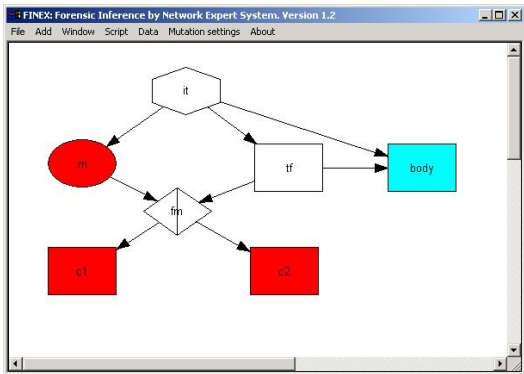 FINEX: Forensic Inference by Network Expert System. Version 1.2
File Add Window Script Data Mutation settings About
it
m
tf
body
fm
c1
c2